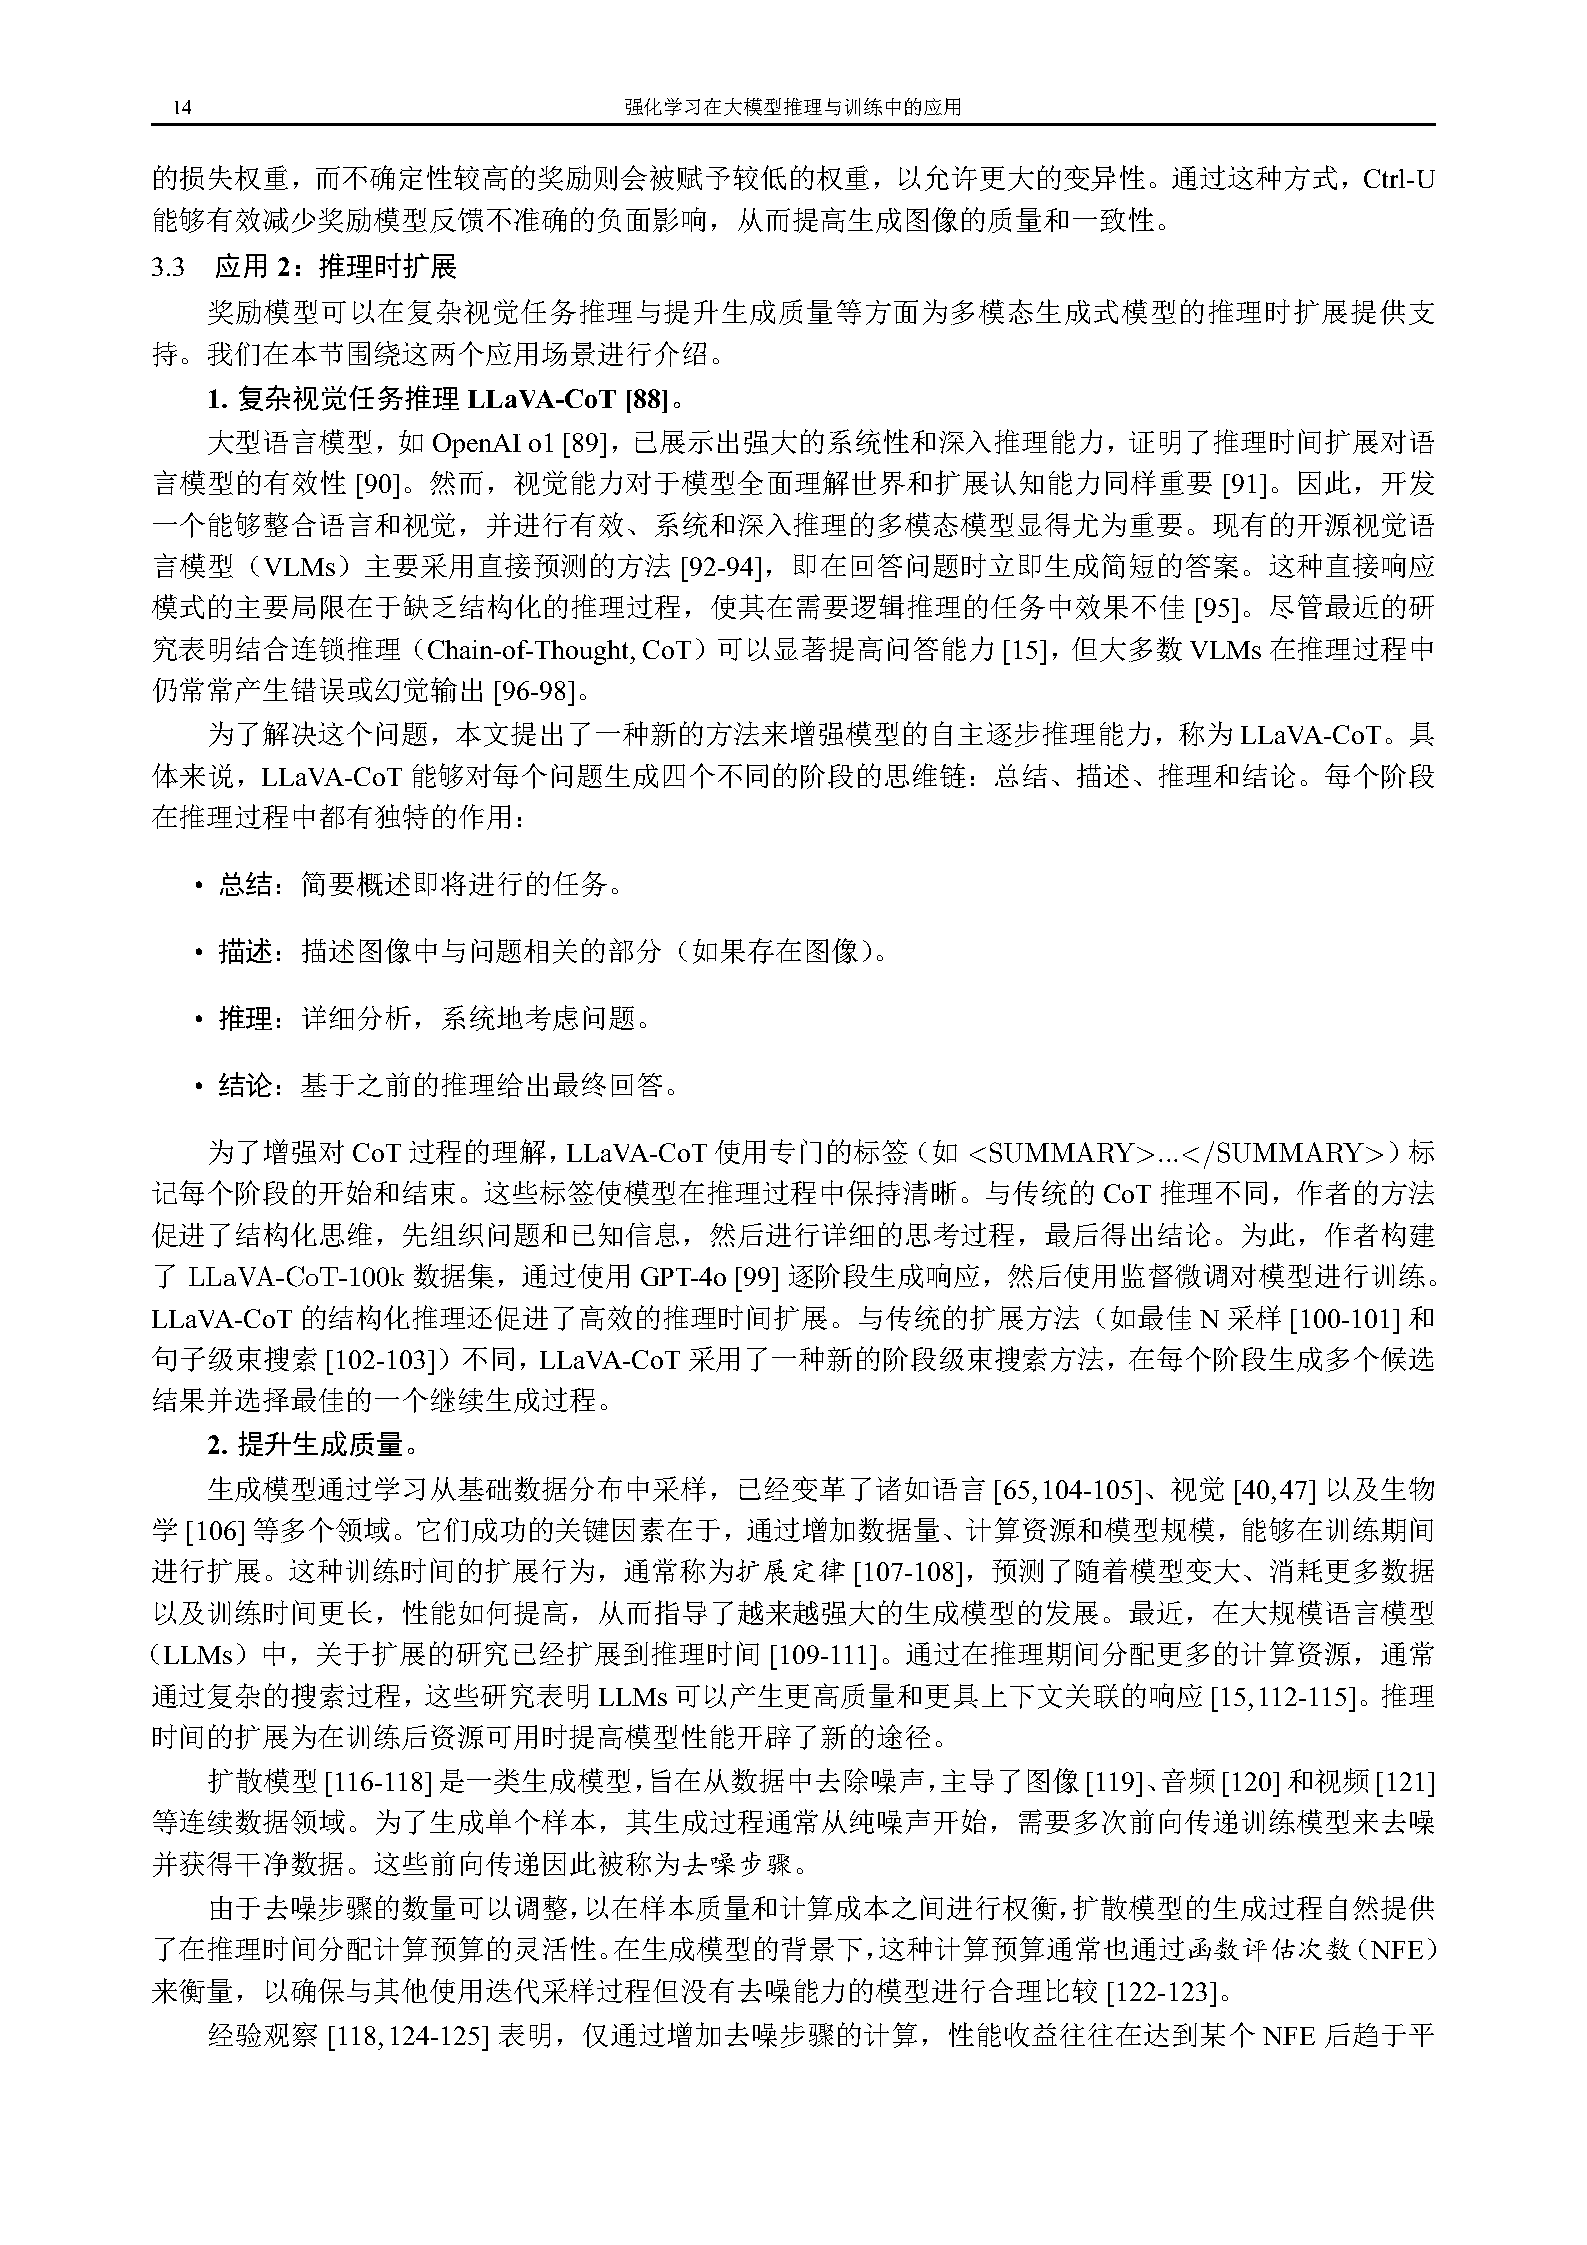 14
强化学习在大模型推理与训练中的应用
的损失权重，而不确定性较高的奖励则会被赋予较低的权重，以允许更大的变异性。通过这种方式，Ctrl-U
能够有效减少奖励模型反馈不准确的负面影响，从而提高生成图像的质量和一致性。
3.3 应用 2：推理时扩展
奖励模型可以在复杂视觉任务推理与提升生成质量等方面为多模态生成式模型的推理时扩展提供支
持。我们在本节围绕这两个应用场景进行介绍。
1. 复杂视觉任务推理 LLaVA-CoT [88]。
大型语言模型，如 OpenAI o1 [89]，已展示出强大的系统性和深入推理能力，证明了推理时间扩展对语
言模型的有效性 [90]。然而，视觉能力对于模型全面理解世界和扩展认知能力同样重要 [91]。因此，开发
一个能够整合语言和视觉，并进行有效、系统和深入推理的多模态模型显得尤为重要。现有的开源视觉语
言模型（VLMs）主要采用直接预测的方法 [92-94]，即在回答问题时立即生成简短的答案。这种直接响应
模式的主要局限在于缺乏结构化的推理过程，使其在需要逻辑推理的任务中效果不佳 [95]。尽管最近的研
究表明结合连锁推理（Chain-of-Thought, CoT）可以显著提高问答能力 [15]，但大多数 VLMs 在推理过程中
仍常常产生错误或幻觉输出 [96-98]。
为了解决这个问题，本文提出了一种新的方法来增强模型的自主逐步推理能力，称为 LLaVA-CoT。具
体来说，LLaVA-CoT 能够对每个问题生成四个不同的阶段的思维链：总结、描述、推理和结论。每个阶段
在推理过程中都有独特的作用：
• 总结：简要概述即将进行的任务。
• 描述：描述图像中与问题相关的部分（如果存在图像）。
• 推理：详细分析，系统地考虑问题。
• 结论：基于之前的推理给出最终回答。
为了增强对 CoT 过程的理解，LLaVA-CoT 使用专门的标签（如 <SUMMARY>...</SUMMARY>）标
记每个阶段的开始和结束。这些标签使模型在推理过程中保持清晰。与传统的 CoT 推理不同，作者的方法
促进了结构化思维，先组织问题和已知信息，然后进行详细的思考过程，最后得出结论。为此，作者构建
了 LLaVA-CoT-100k 数据集，通过使用 GPT-4o [99] 逐阶段生成响应，然后使用监督微调对模型进行训练。
LLaVA-CoT 的结构化推理还促进了高效的推理时间扩展。与传统的扩展方法（如最佳 N 采样 [100-101] 和
句子级束搜索 [102-103]）不同，LLaVA-CoT 采用了一种新的阶段级束搜索方法，在每个阶段生成多个候选
结果并选择最佳的一个继续生成过程。
2. 提升生成质量。
生成模型通过学习从基础数据分布中采样，已经变革了诸如语言 [65,104-105]、视觉 [40,47] 以及生物
学 [106] 等多个领域。它们成功的关键因素在于，通过增加数据量、计算资源和模型规模，能够在训练期间
进行扩展。这种训练时间的扩展行为，通常称为扩展定律 [107-108]，预测了随着模型变大、消耗更多数据
以及训练时间更长，性能如何提高，从而指导了越来越强大的生成模型的发展。最近，在大规模语言模型
（LLMs）中，关于扩展的研究已经扩展到推理时间 [109-111]。通过在推理期间分配更多的计算资源，通常
通过复杂的搜索过程，这些研究表明 LLMs 可以产生更高质量和更具上下文关联的响应 [15,112-115]。推理
时间的扩展为在训练后资源可用时提高模型性能开辟了新的途径。
扩散模型 [116-118] 是一类生成模型，旨在从数据中去除噪声，主导了图像 [119]、音频 [120] 和视频 [121]
等连续数据领域。为了生成单个样本，其生成过程通常从纯噪声开始，需要多次前向传递训练模型来去噪
并获得干净数据。这些前向传递因此被称为去噪步骤。
由于去噪步骤的数量可以调整，以在样本质量和计算成本之间进行权衡，扩散模型的生成过程自然提供
了在推理时间分配计算预算的灵活性。在生成模型的背景下，这种计算预算通常也通过函数评估次数（NFE）
来衡量，以确保与其他使用迭代采样过程但没有去噪能力的模型进行合理比较 [122-123]。
经验观察 [118,124-125] 表明，仅通过增加去噪步骤的计算，性能收益往往在达到某个 NFE 后趋于平